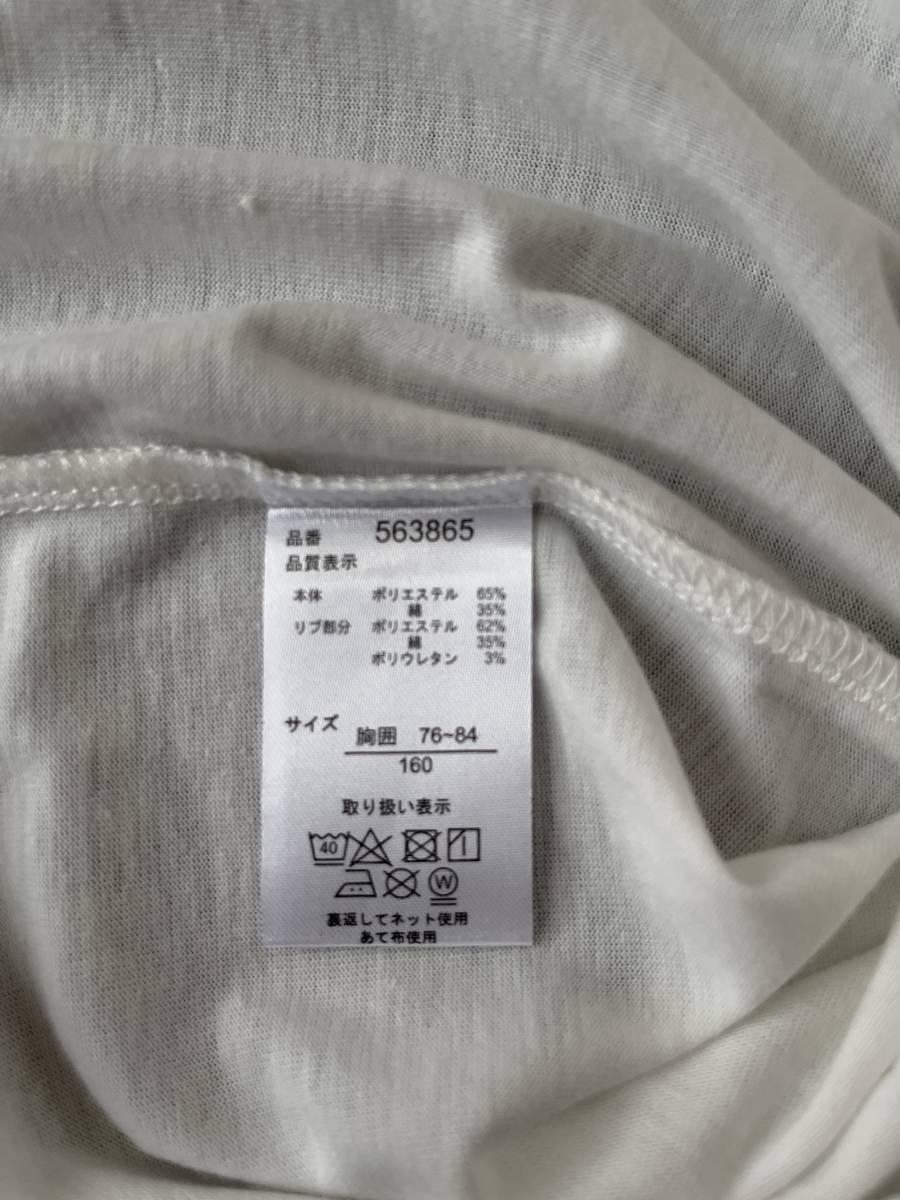 品番 563865
品質表示
本体 ポリエステル 65%
綿 35%
リブ部分 ポリエステル 62%
綿 35%
ポリウレタン 3%
サイズ
胸囲 76~84
160
取り扱い表示
40
W
裏返してネット使用
あて布使用